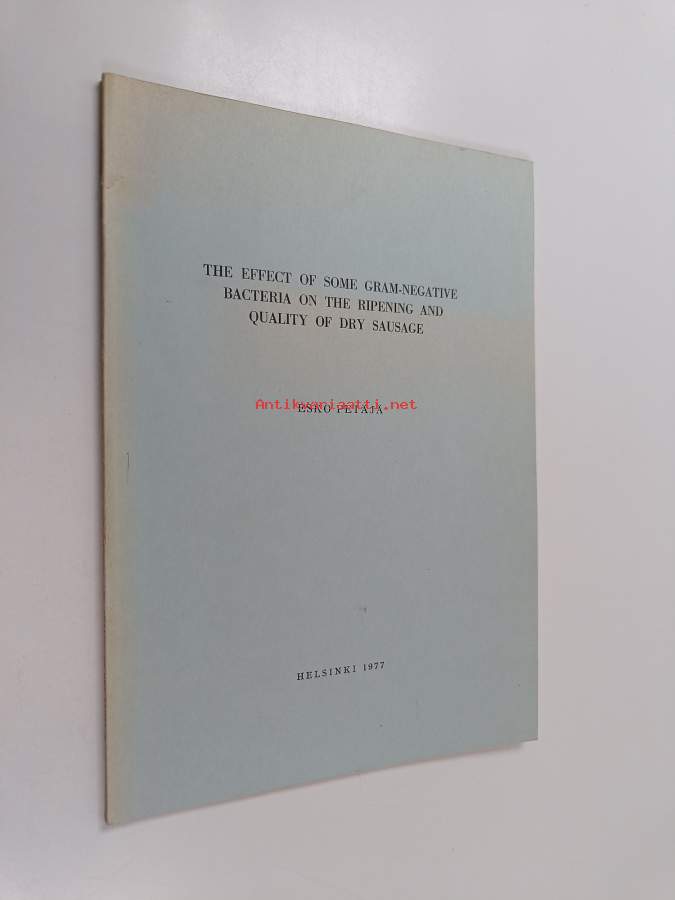 THE EFFECT OF SOME GRAM-NEGATIVE
BACTERIA ON THE RIPENING AND
QUALITY OF DRY SAUSAGE
ESKO PETÄJÄ
Antikvariaatti.net
HELSINKI 1977